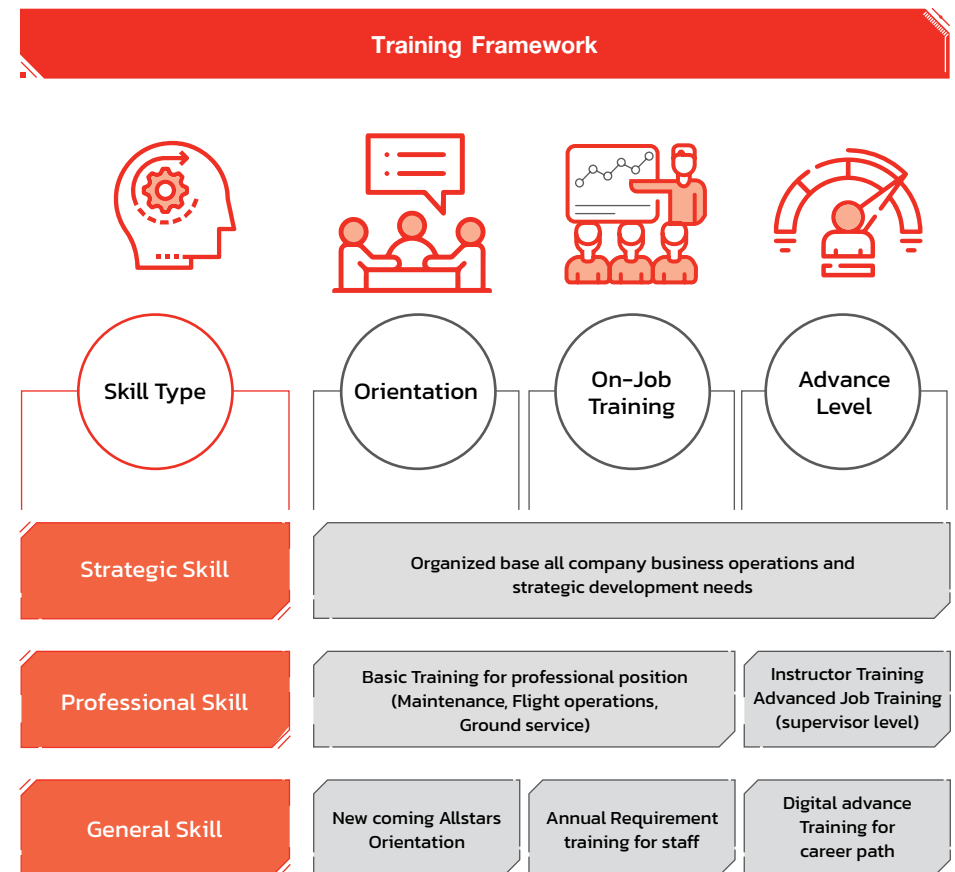 Training Framework
Skill Type
Orientation
On-Job
Training
Advance
Level
Strategic Skill
Organized base all company business operations and
strategic development needs
Professional Skill
Basic Training for professional position
(Maintenance, Flight operations,
Ground service)
Instructor Training
Advanced Job Training
(supervisor level)
General Skill
New coming Allstars
Orientation
Annual Requirement
training for staff
Digital advance
Training for
career path